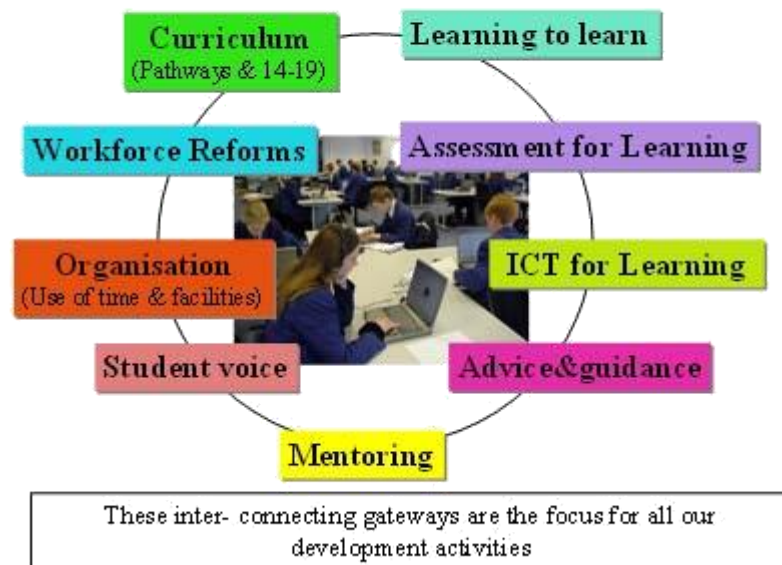 Curriculum
(Pathways & 14-19)
Learning to learn
Workforce Reforms
Assessment for Learning
Organisation
(Use of time & facilities)
ICT for Learning
Student voice
Advice&guidance
Mentoring
These inter- connecting gateways are the focus for all our
development activities